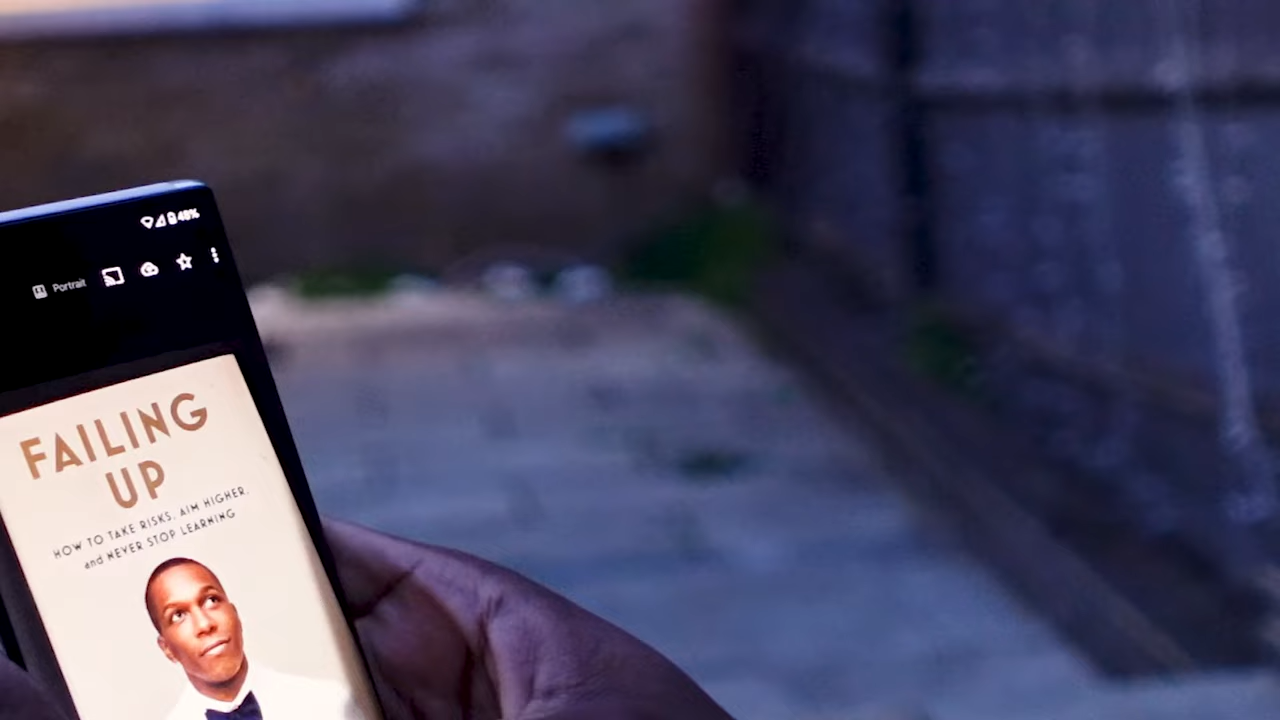 48%
Portrait
FAILING
UP
HOW TO TAKE RISKS, AIM HIGHER,
and NEVER STOP LEARNING